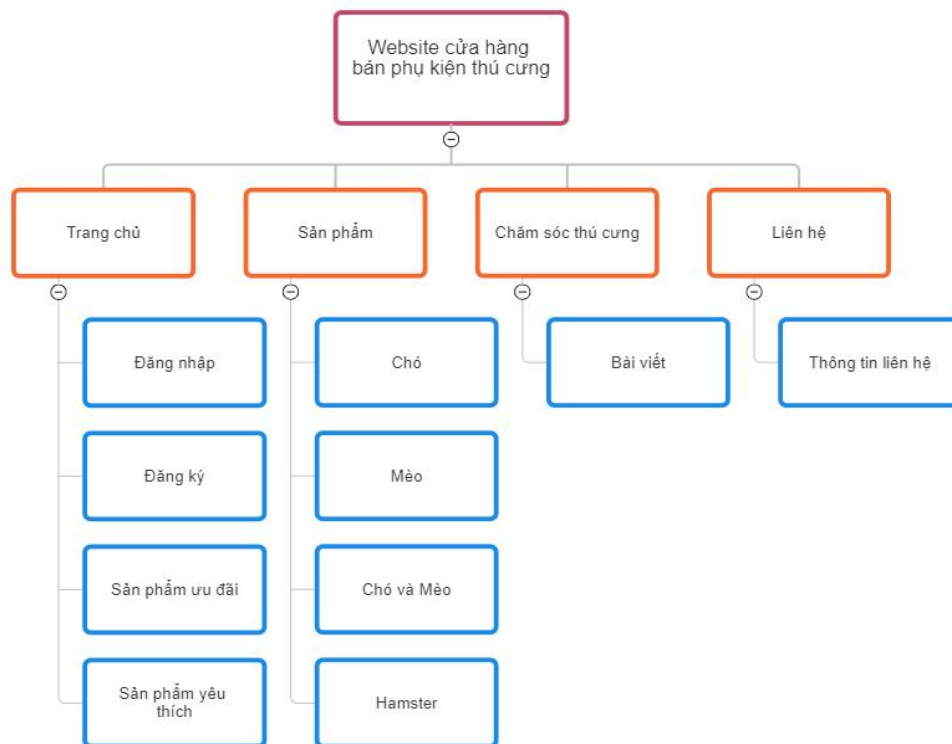 Website cửa hàng
bán phụ kiện thú cưng
Trang chủ
Sản phẩm
Chăm sóc thú cưng
Liên hệ
Đăng nhập
Chó
Bài viết
Thông tin liên hệ
Đăng ký
Mèo
Sản phẩm ưu đãi
Chó và Mèo
Sản phẩm yêu
thích
Hamster